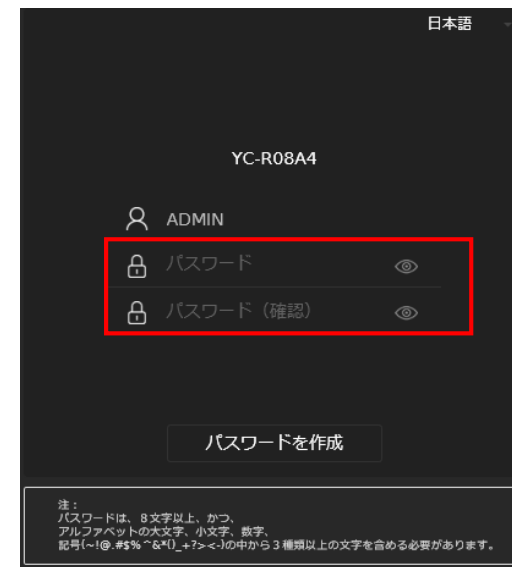 日本語
YC-R08A4
ADMIN
パスワード
パスワード（確認）
パスワードを作成
注：
パスワードは、8文字以上、かつ、
アルファベットの大文字、小文字、数字、
記号(~!@.#$%^&*()_+?><-)の中から３種類以上の文字を含める必要があります。